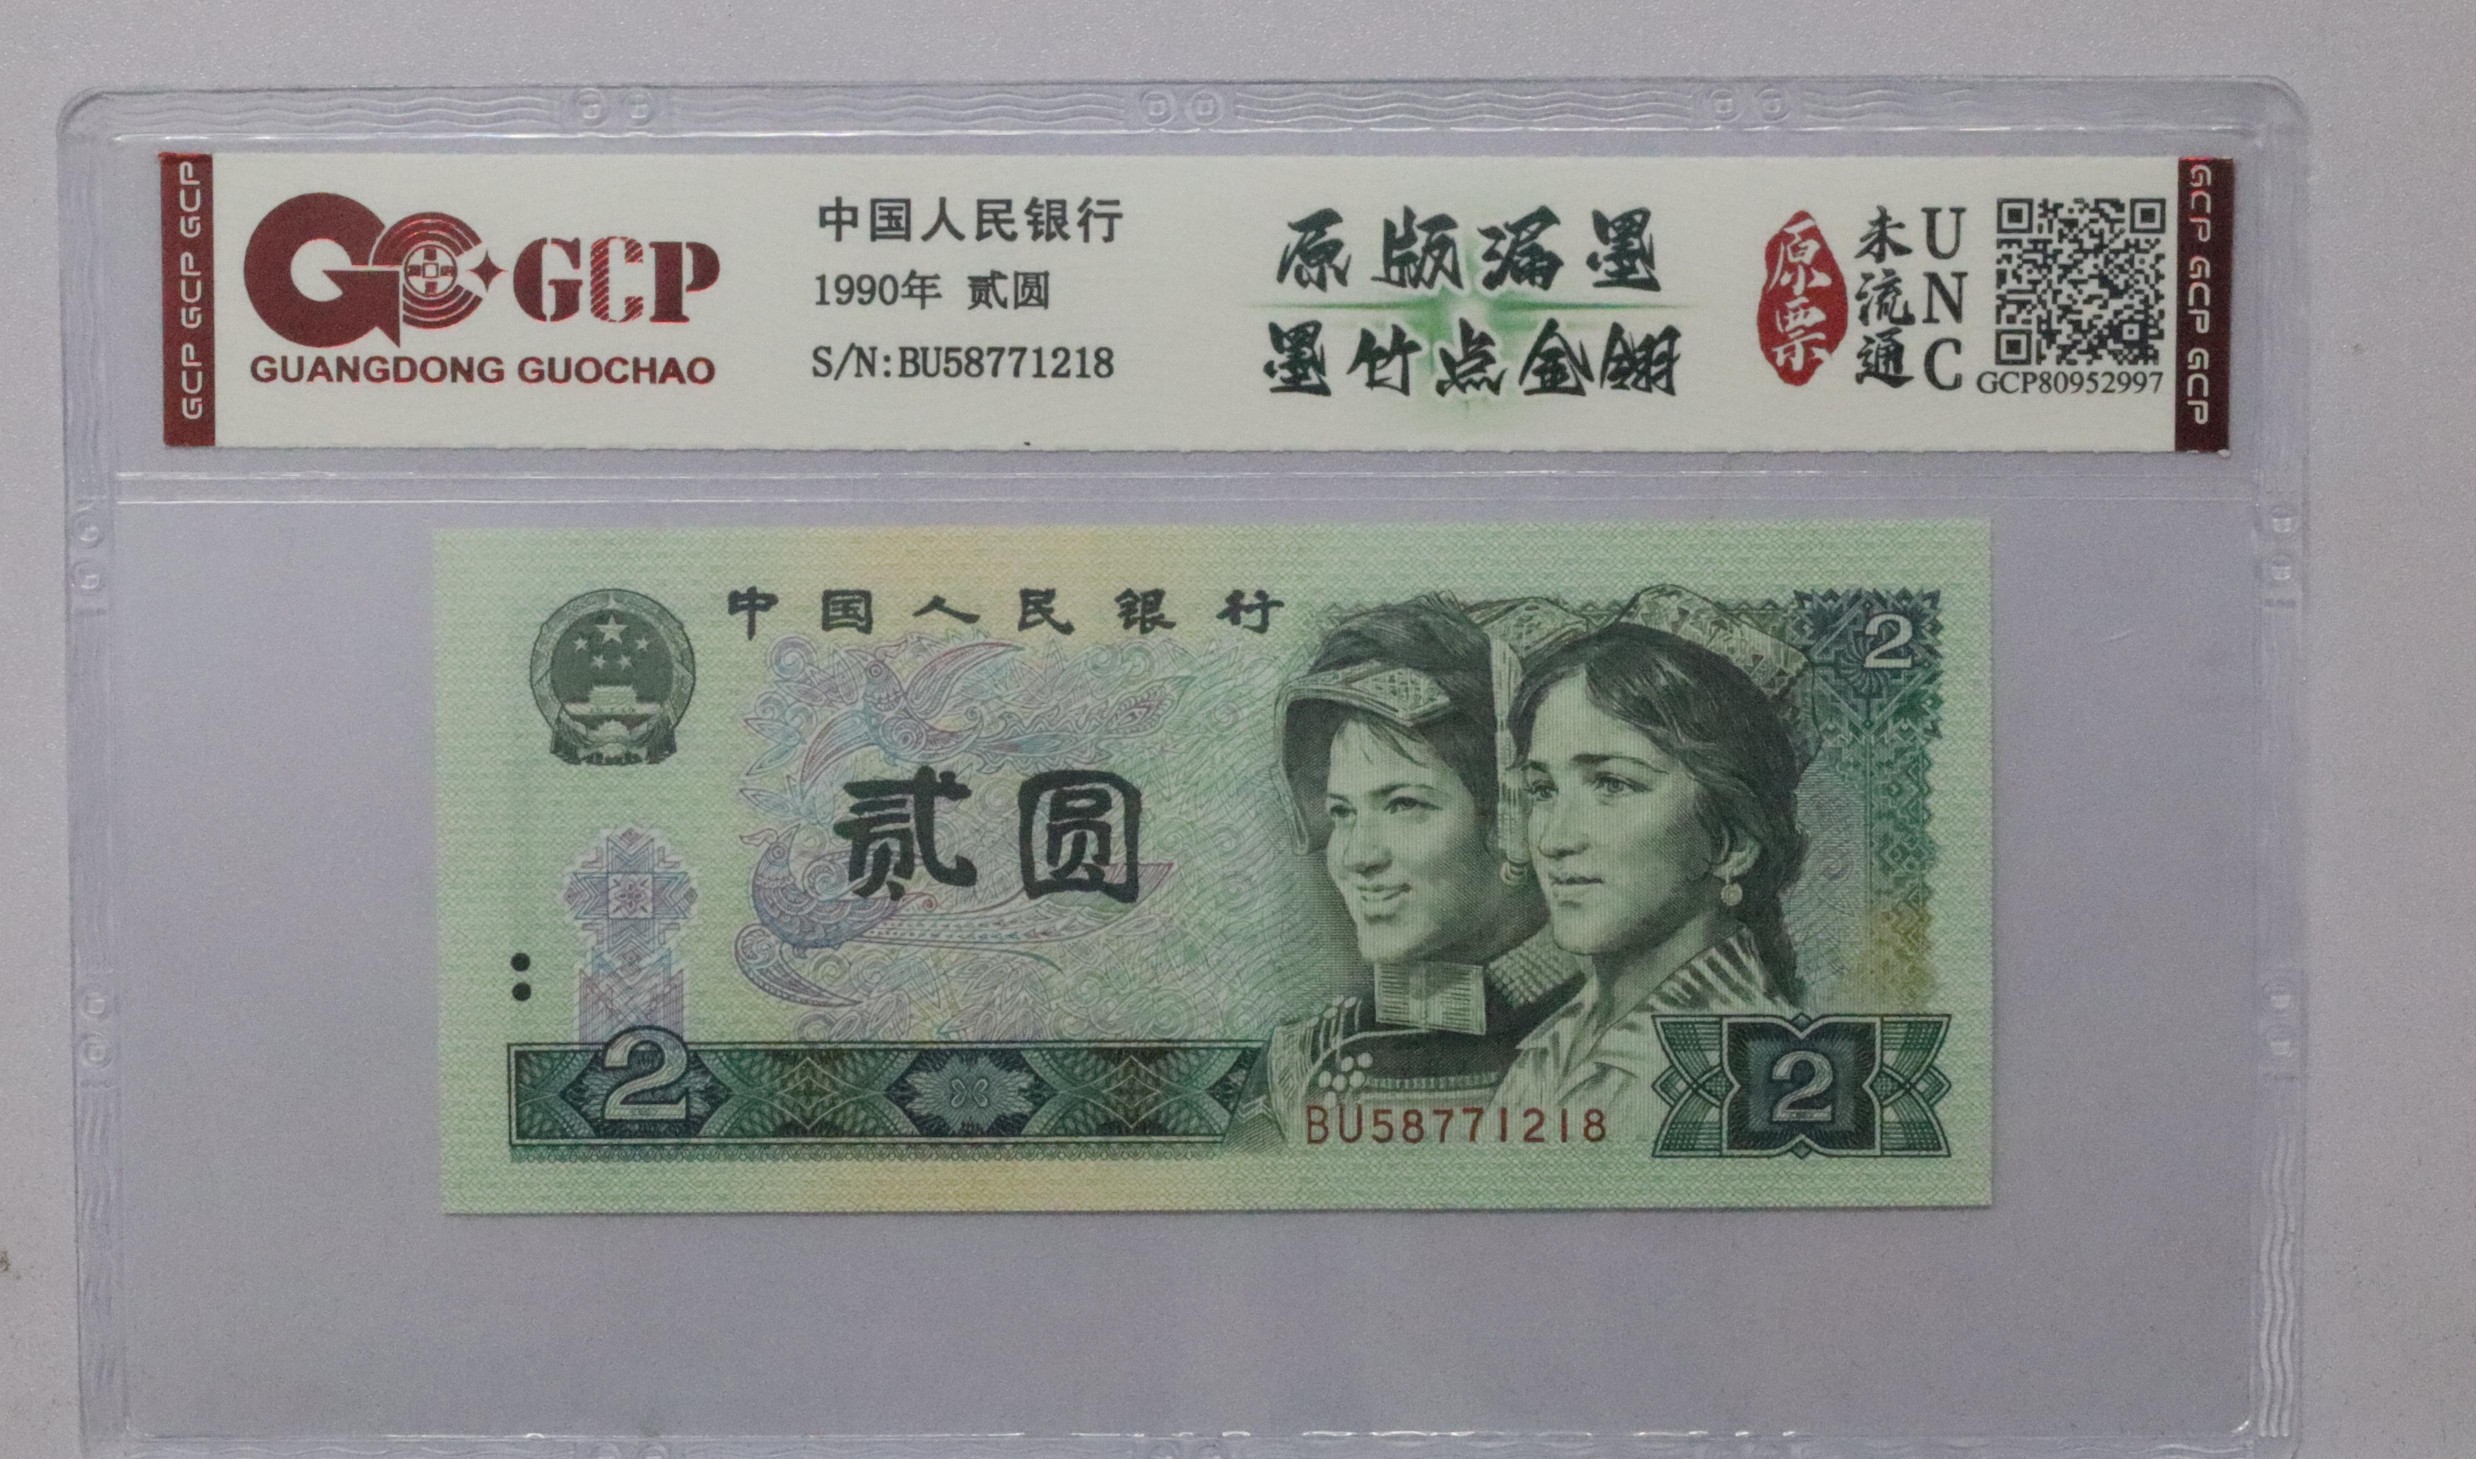 GCP GCP GCP
GCP
GUANGDONG GUOCHAO
中国人民银行
1990年 贰圆
S/N:BU58771218
原版漏墨
墨竹点金翅
原票
未流通
UNC
GCP80952997
GCP GCP GCP
中国人民银行
2
贰圆
2
BU58771218
2